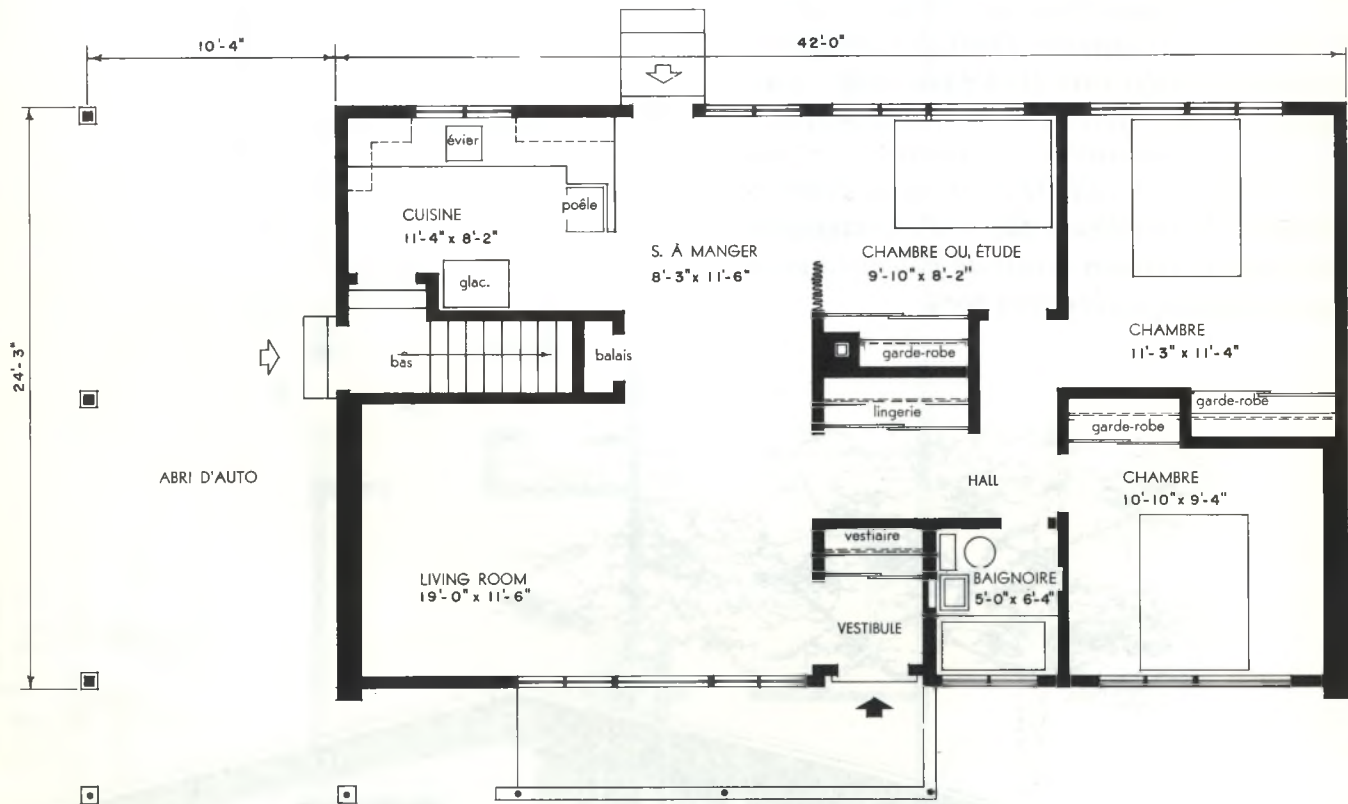 10'-4"
42'-0"
24'-3"
évier
CUISINE
11'-4" x 8'-2"
poêle
glac.
S. À MANGER
8'-3" x 11'-6"
CHAMBRE OU, ÉTUDE
9'-10" x 8'-2"
CHAMBRE
11'-3" x 11'-4"
bas
balais
garde-robe
lingerie
garde-robe
garde-robe
ABRI D'AUTO
HALL
CHAMBRE
10'-10" x 9'-4"
vestiaire
LIVING ROOM
19'-0" x 11'-6"
BAIGNOIRE
5'-0" x 6'-4"
VESTIBULE